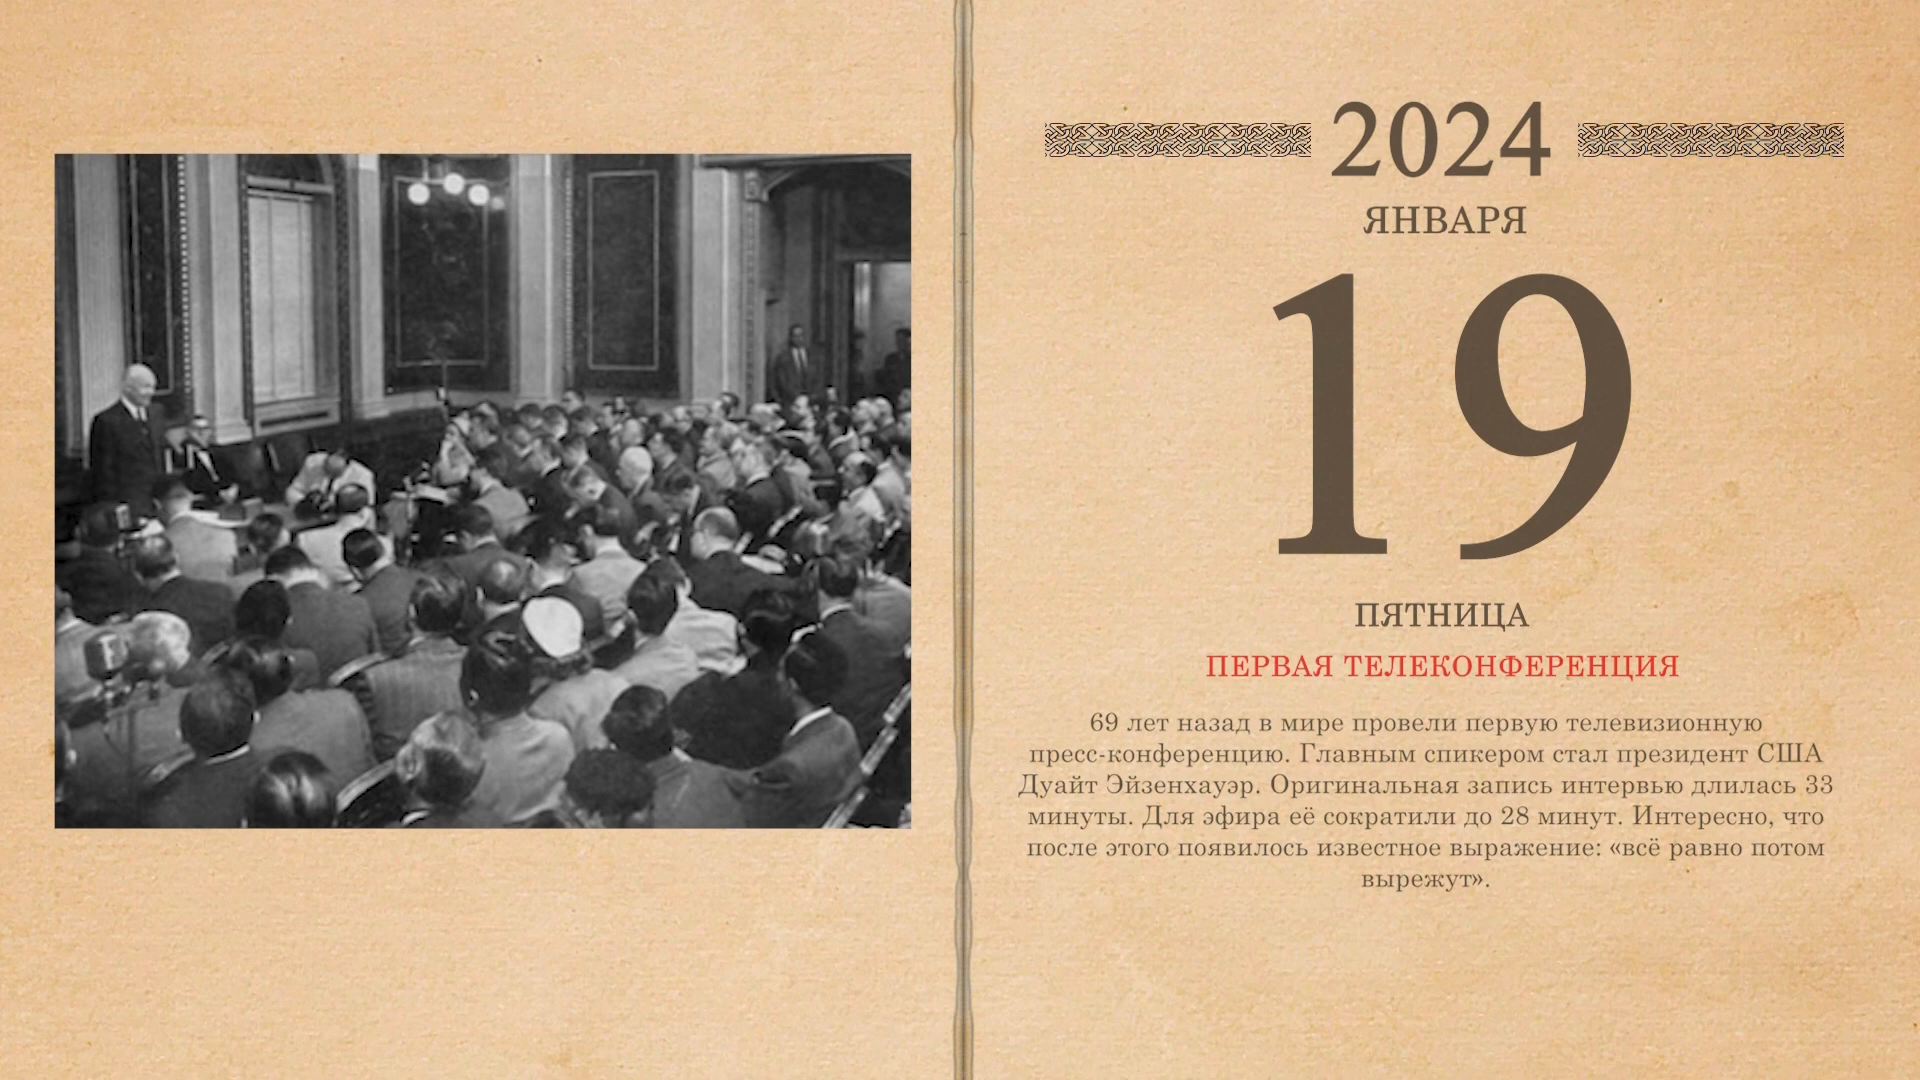 2024
ЯНВАРЯ
19
ПЯТНИЦА
ПЕРВАЯ ТЕЛЕКОНФЕРЕНЦИЯ
69 лет назад в мире провели первую телевизионную
пресс-конференцию. Главным спикером стал президент США
Дуайт Эйзенхауэр. Оригинальная запись интервью длилась 33
минуты. Для эфира её сократили до 28 минут. Интересно, что
после этого появилось известное выражение: «всё равно потом
вырежут».